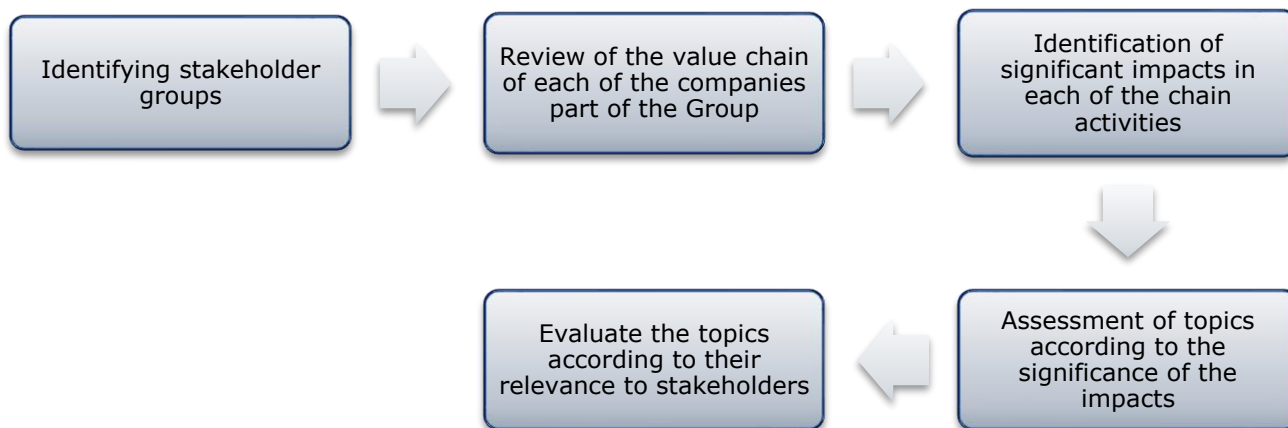 Identifying stakeholder
groups
Review of the value chain
of each of the companies
part of the Group
Identification of
significant impacts in
each of the chain
activities
Assessment of topics
according to the
significance of the
impacts
Evaluate the topics
according to their
relevance to stakeholders